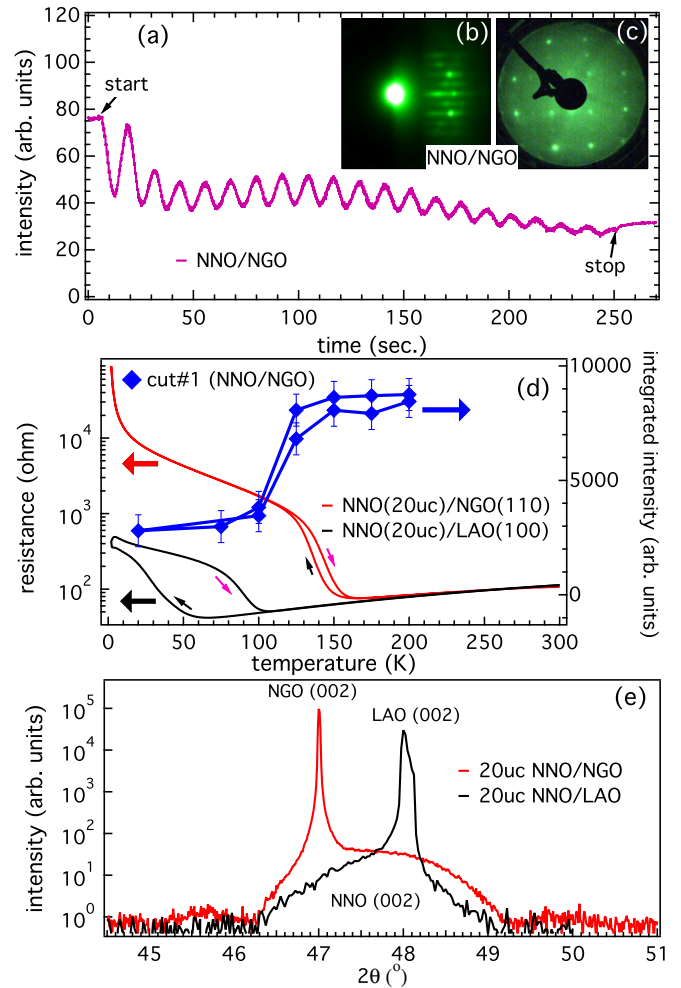 (a)
(b)
(c)
120
100
80
60
40
20
0
intensity (arb. units)
start
stop
NNO/NGO
NNO/NGO
0
50
100
150
200
250
time (sec.)
(d)
cut#1 (NNO/NGO)
10⁴
10³
10²
resistance (ohm)
10000
5000
0
integrated intensity (arb. units)
NNO(20uc)/NGO(110)
NNO(20uc)/LAO(100)
0
50
100
150
200
250
300
temperature (K)
(e)
NGO (002)
LAO (002)
10⁵
10⁴
10³
10²
10¹
10⁰
intensity (arb. units)
20uc NNO/NGO
20uc NNO/LAO
NNO (002)
45
46
47
48
49
50
51
2θ (°)